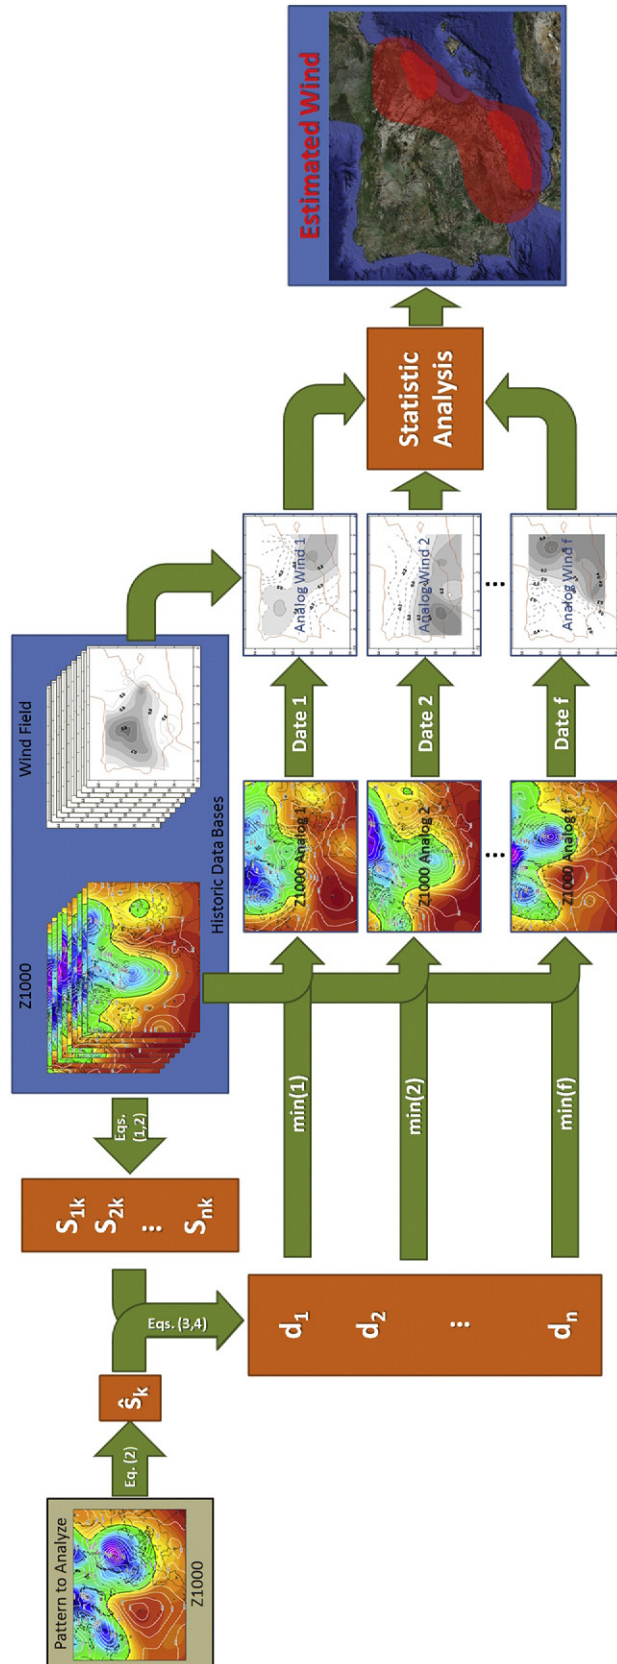 Pattern to Analyze
Z1000
Eq. (2)
ŝk
Eqs. (3,4)
S1k
S2k
⋮
Snk
Eqs.
(1,2)
Z1000
Wind Field
Historic Data Bases
d1
d2
⋮
dn
min(1)
min(2)
min(f)
Z1000 Analog 1
Z1000 Analog 2
⋮
Z1000 Analog f
Date 1
Date 2
Date f
Analog Wind 1
Analog Wind 2
⋮
Analog Wind f
Statistic
Analysis
Estimated Wind